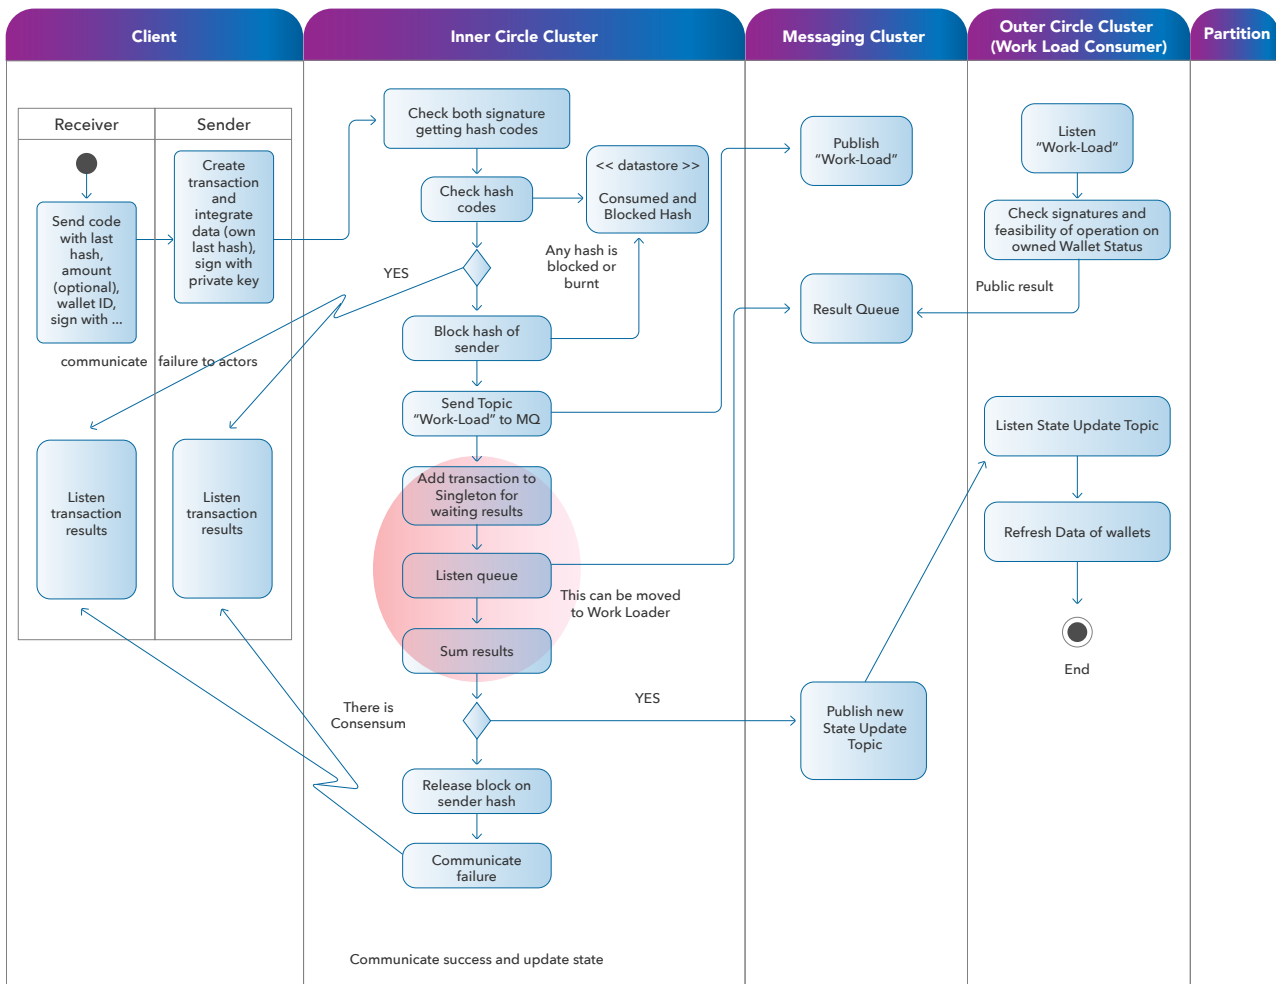 Client
Inner Circle Cluster
Messaging Cluster
Outer Circle Cluster
(Work Load Consumer)
Partition
Receiver
Sender
Send code
with last
hash,
amount
(optional),
wallet ID,
sign with ...
Create
transaction
and
integrate
data (own
last hash),
sign with
private key
communicate failure to actors
Listen
transaction
results
Listen
transaction
results
Check both signature
getting hash codes
Check hash
codes
<< datastore >>
Consumed and
Blocked Hash
YES
Any hash is
blocked or
burnt
Block hash of
sender
Send Topic
“Work-Load” to MQ
Add transaction to
Singleton for
waiting results
Listen queue
This can be moved
to Work Loader
Sum results
There is
Consensum
YES
Release block on
sender hash
Communicate
failure
Communicate success and update state
Publish
“Work-Load”
Result Queue
Publish new
State Update
Topic
Listen
“Work-Load”
Check signatures and
feasibility of operation on
owned Wallet Status
Public result
Listen State Update Topic
Refresh Data of wallets
End